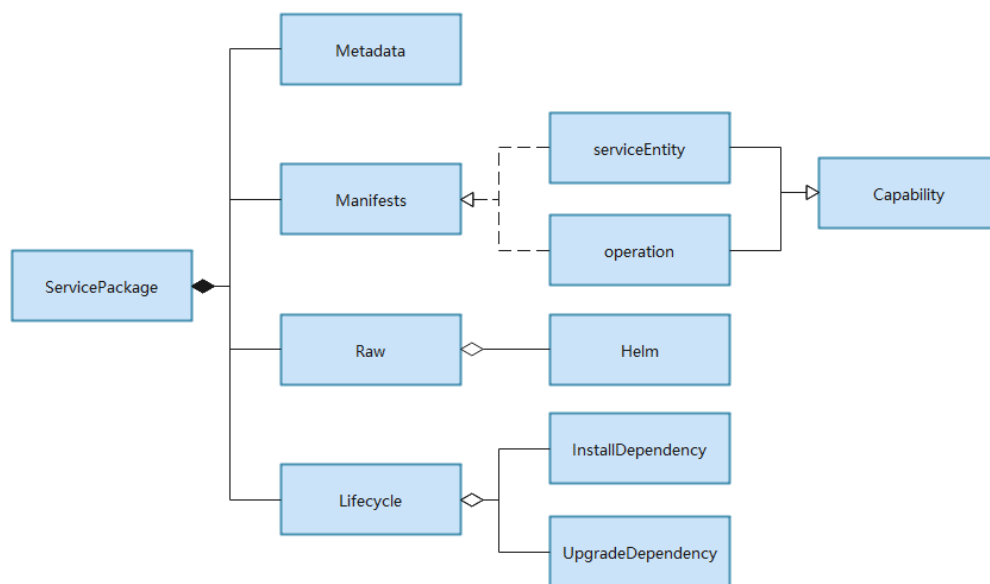 Metadata
serviceEntity
Manifests
Capability
operation
ServicePackage
Raw
Helm
InstallDependency
Lifecycle
UpgradeDependency